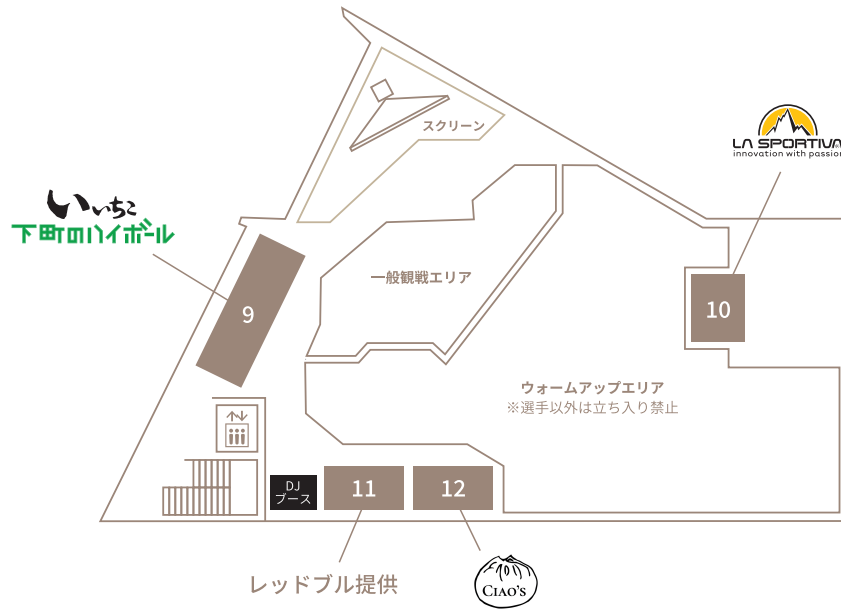 スクリーン
LA SPORTIVA
innovation with passion
いいちこ
下町のハイボール
一般観戦エリア
9
10
ウォームアップエリア
※選手以外は立ち入り禁止
DJ
ブース
11
12
レッドブル提供
CIAO'S